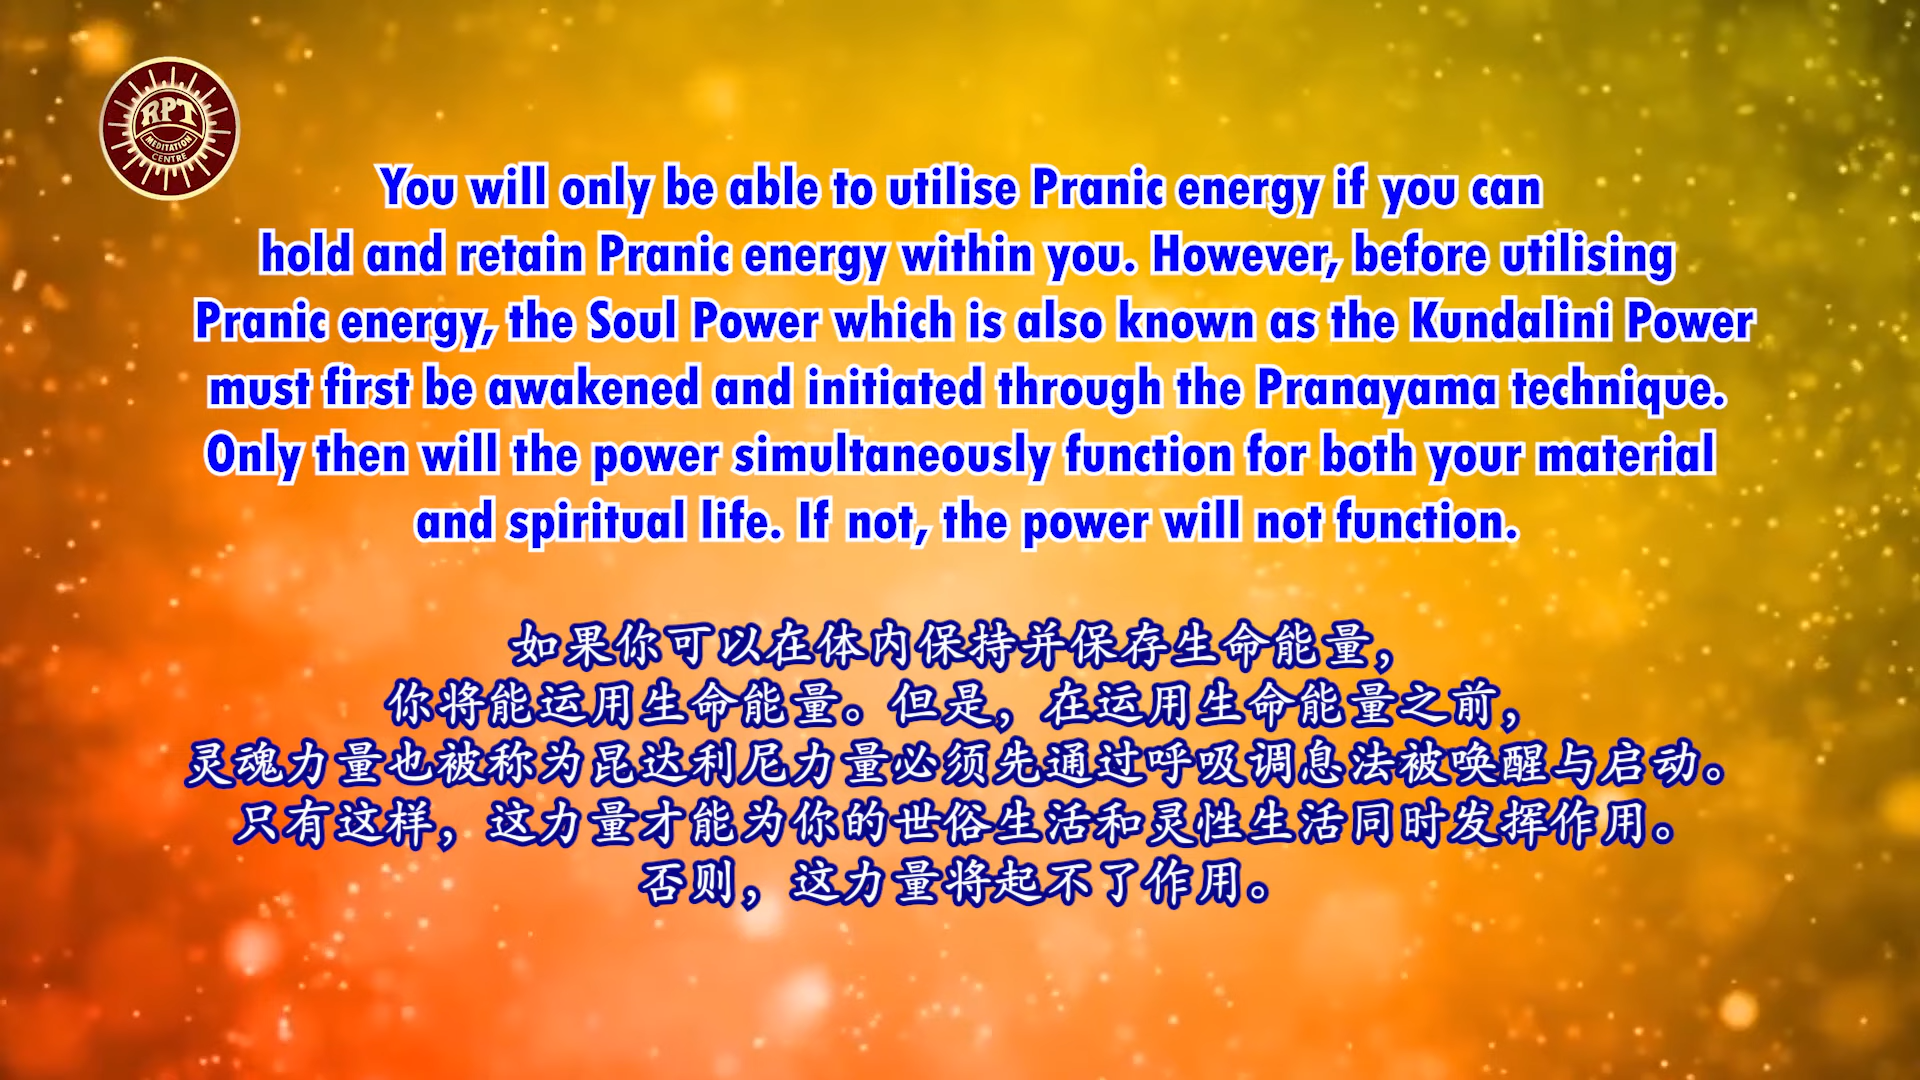 RPT
MEDITATION
CENTRE
You will only be able to utilise Pranic energy if you can
hold and retain Pranic energy within you. However, before utilising
Pranic energy, the Soul Power which is also known as the Kundalini Power
must first be awakened and initiated through the Pranayama technique.
Only then will the power simultaneously function for both your material
and spiritual life. If not, the power will not function.
如果你可以在体内保持并保存生命能量，
你将能运用生命能量。但是，在运用生命能量之前，
灵魂力量也被称为昆达利尼力量必须先通过呼吸调息法被唤醒与启动。
只有这样，这力量才能为你的世俗生活和灵性生活同时发挥作用。
否则，这力量将起不了作用。